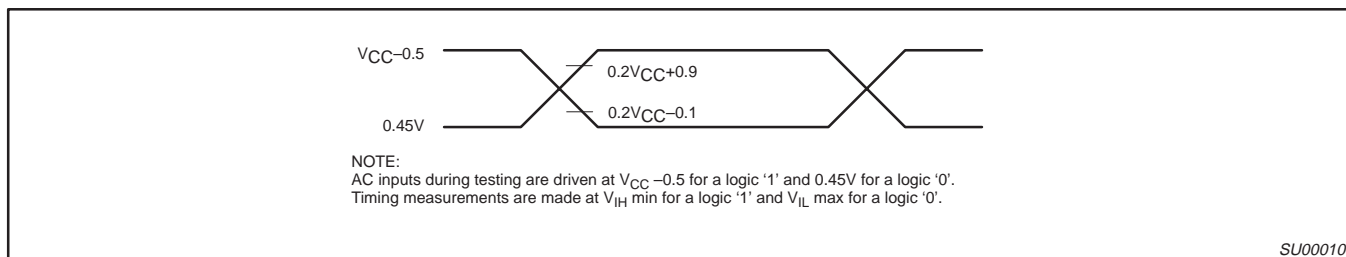 VCC–0.5
0.2VCC+0.9
0.2VCC–0.1
0.45V
NOTE:
AC inputs during testing are driven at VCC –0.5 for a logic ‘1’ and 0.45V for a logic ‘0’.
Timing measurements are made at VIH min for a logic ‘1’ and VIL max for a logic ‘0’.
SU00010